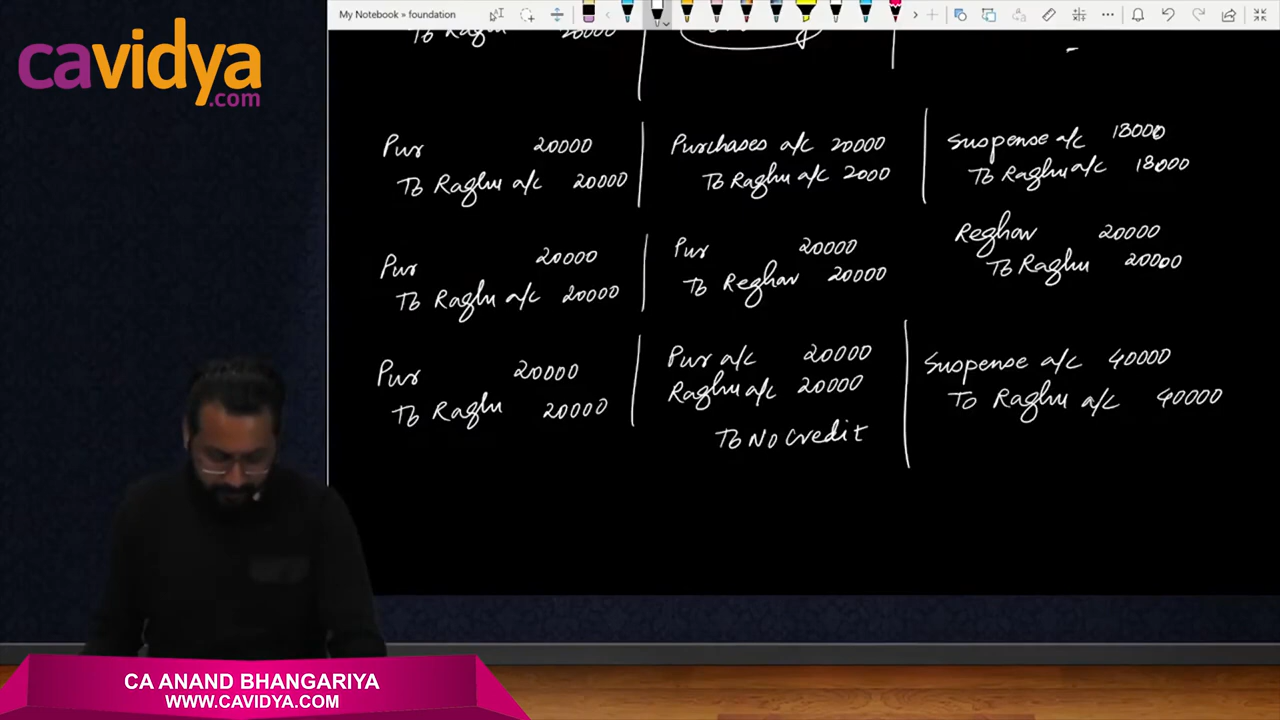 cavidya
.com
My Notebook » foundation
To Raghu 20000
Pur 20000
To Raghu a/c 20000
Purchases a/c 20000
To Raghu a/c 2000
Suspense a/c 18000
To Raghu a/c 18000
Pur 20000
To Raghu a/c 20000
Pur 20000
To Reghav 20000
Reghav 20000
To Raghu 20000
Pur 20000
To Raghu 20000
Pur a/c 20000
Raghu a/c 20000
To No Credit
Suspense a/c 40000
To Raghu a/c 40000
CA ANAND BHANGARIYA
WWW.CAVIDYA.COM